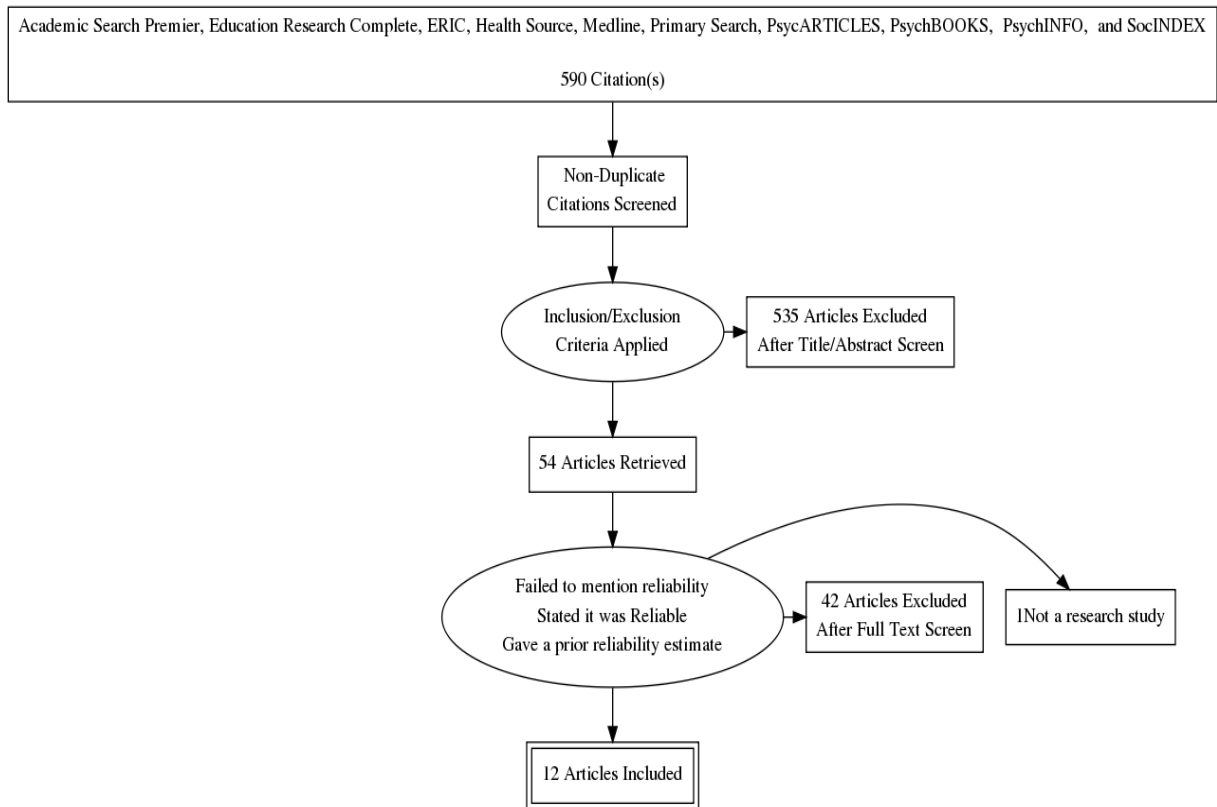 Academic Search Premier, Education Research Complete, ERIC, Health Source, Medline, Primary Search, PsycARTICLES, PsychBOOKS, PsychINFO, and SocINDEX
590 Citation(s)
Non-Duplicate
Citations Screened
Inclusion/Exclusion
Criteria Applied
535 Articles Excluded
After Title/Abstract Screen
54 Articles Retrieved
Failed to mention reliability
Stated it was Reliable
Gave a prior reliability estimate
42 Articles Excluded
After Full Text Screen
1Not a research study
12 Articles Included